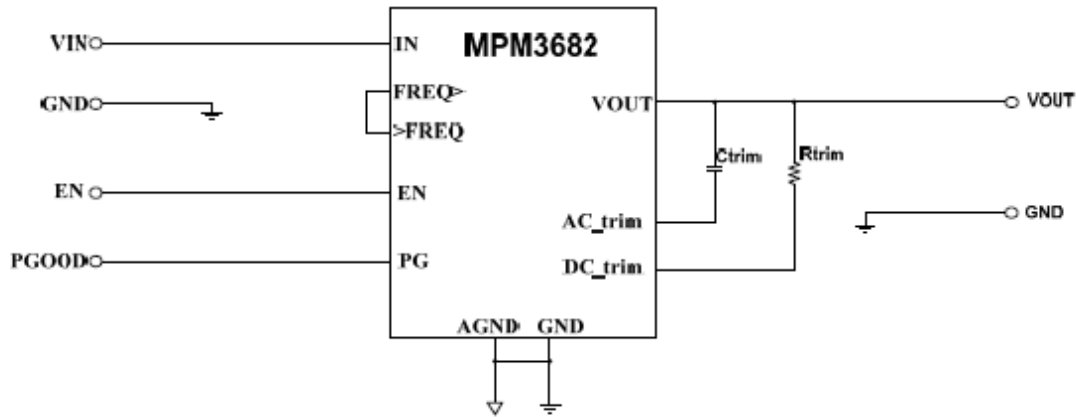 VIN
IN
MPM3682
GND
FREQ>
>FREQ
VOUT
VOUT
Ctrim
Rtrim
EN
EN
AC_trim
GND
PGOOD
PG
DC_trim
AGND
GND